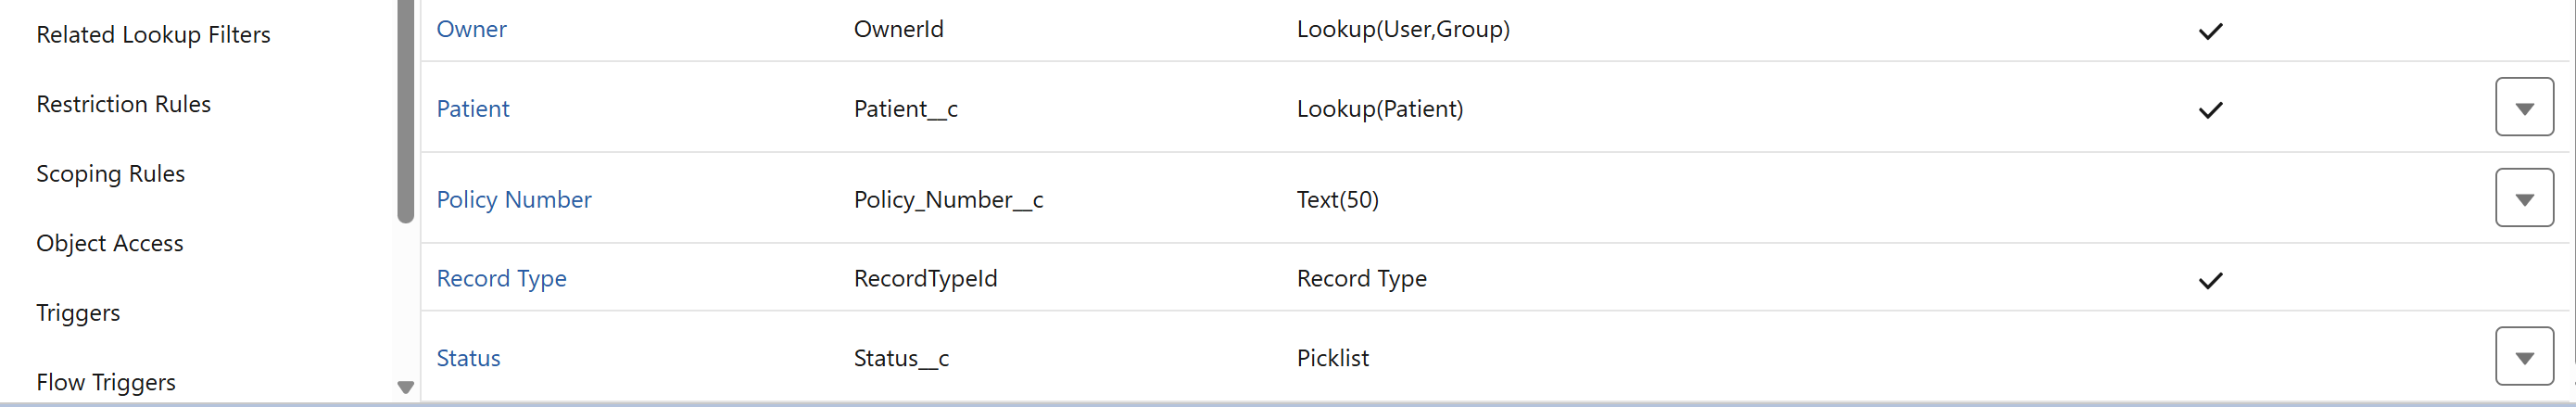 Related Lookup Filters
Restriction Rules
Scoping Rules
Object Access
Triggers
Flow Triggers
Owner OwnerId Lookup(User,Group)
Patient Patient__c Lookup(Patient)
Policy Number Policy_Number__c Text(50)
Record Type RecordTypeId Record Type
Status Status__c Picklist